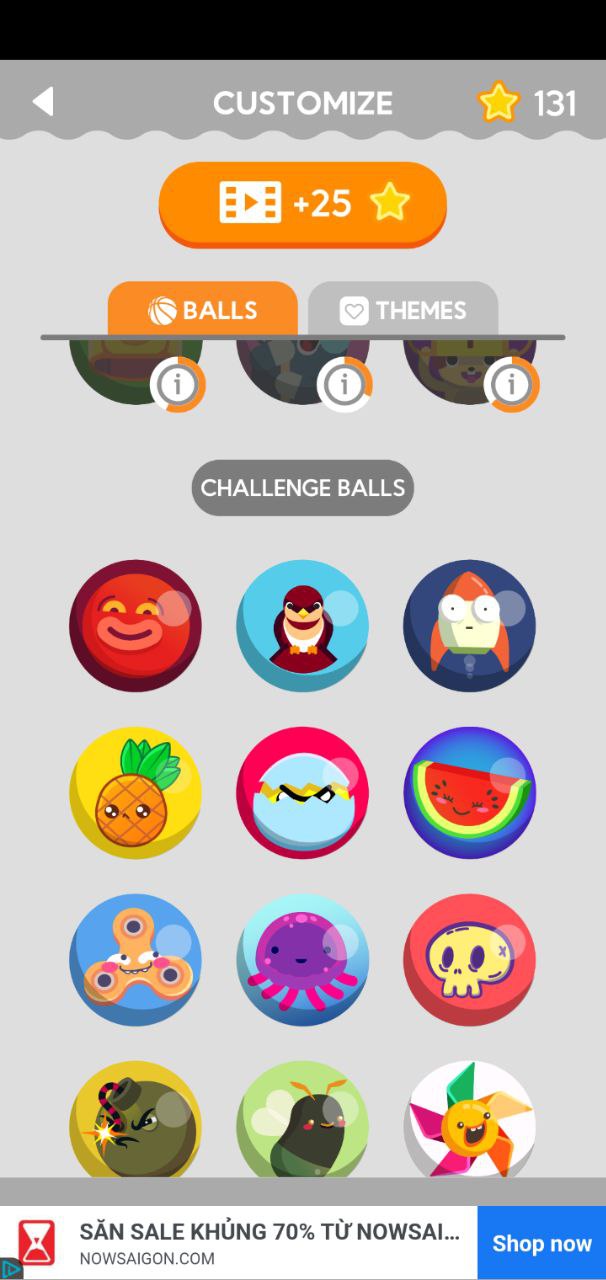 CUSTOMIZE
131
+25
BALLS
THEMES
i
i
i
CHALLENGE BALLS
SĂN SALE KHỦNG 70% TỪ NOWSAI...
NOWSAIGON.COM
Shop now